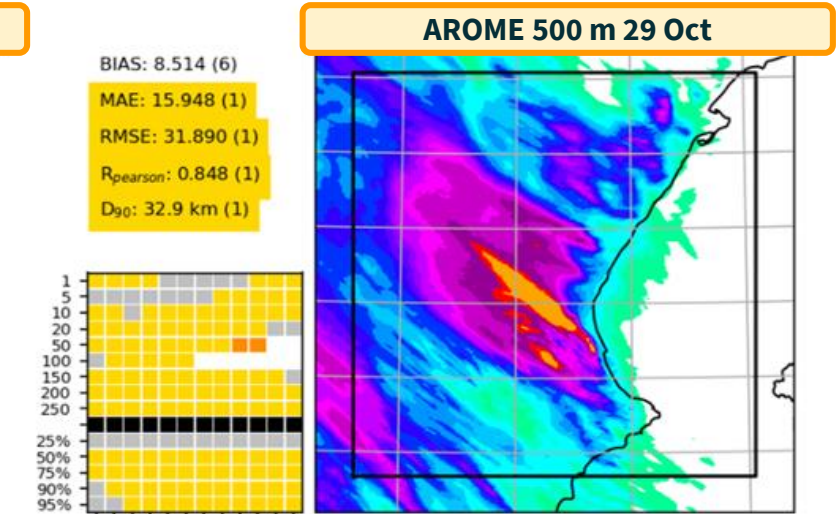 AROME 500 m 29 Oct
BIAS: 8.514 (6)
MAE: 15.948 (1)
RMSE: 31.890 (1)
Rpearson: 0.848 (1)
D90: 32.9 km (1)
1
5
10
20
50
100
150
200
250
25%
50%
75%
90%
95%